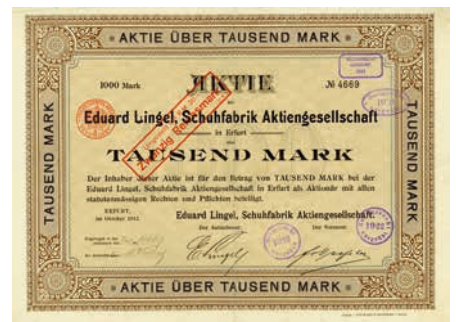 AKTIE ÜBER TAUSEND MARK
1000 Mark
AKTIE
№ 4669
Eduard Lingel, Schuhfabrik Aktiengesellschaft
in Erfurt
TAUSEND MARK
Der Inhaber dieser Aktie ist für den Betrag von TAUSEND MARK bei der
Eduard Lingel, Schuhfabrik Aktiengesellschaft in Erfurt als Aktionär mit allen
statutenmässigen Rechten und Pflichten beteiligt.
ERFURT,
im Oktober
Eduard Lingel, Schuhfabrik Aktiengesellschaft.
Der Aufsichtsrat:
Der Vorstand:
TAUSEND MARK
TAUSEND MARK
AKTIE ÜBER TAUSEND MARK